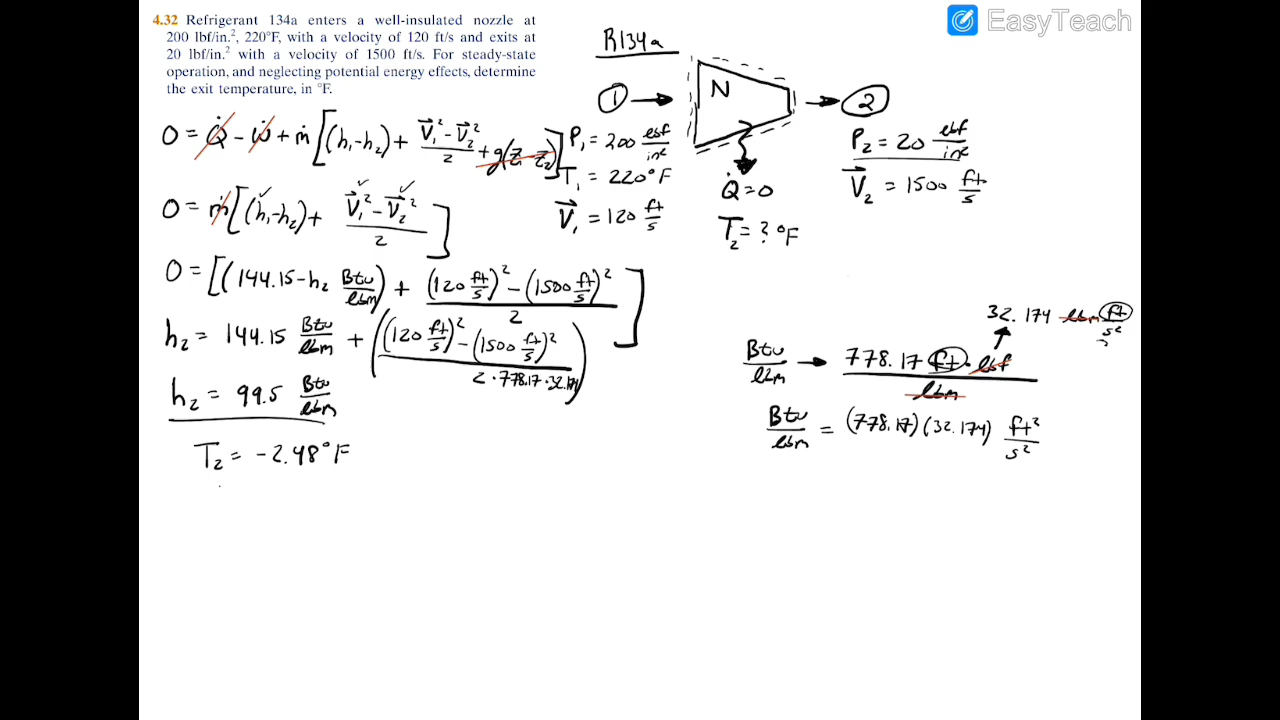 EasyTeach
4.32 Refrigerant 134a enters a well-insulated nozzle at
200 lbf/in.², 220°F, with a velocity of 120 ft/s and exits at
20 lbf/in.² with a velocity of 1500 ft/s. For steady-state
operation, and neglecting potential energy effects, determine
the exit temperature, in °F.
R134a
① → N → ②
P₁ = 200 lbf/in²
T₁ = 220°F
V⃗₁ = 120 ft/s
Q̇ = 0
T₂ = ? °F
P₂ = 20 lbf/in²
V⃗₂ = 1500 ft/s
0 = Q̇ - Ẇ + ṁ[(h₁-h₂) + (V⃗₁² - V⃗₂²)/2 + g(z₁ - z₂)]
0 = ṁ[(h₁-h₂) + (V⃗₁² - V⃗₂²)/2]
0 = [(144.15 - h₂ Btu/lbm) + ((120 ft/s)² - (1500 ft/s)²)/2]
h₂ = 144.15 Btu/lbm + (((120 ft/s)² - (1500 ft/s)²)/2·778.17·32.174)
h₂ = 99.5 Btu/lbm
T₂ = -2.48°F
32.174 lbm ft/s²
Btu/lbm → 778.17 ft · lbf/lbm
Btu/lbm = (778.17)(32.174) ft²/s²